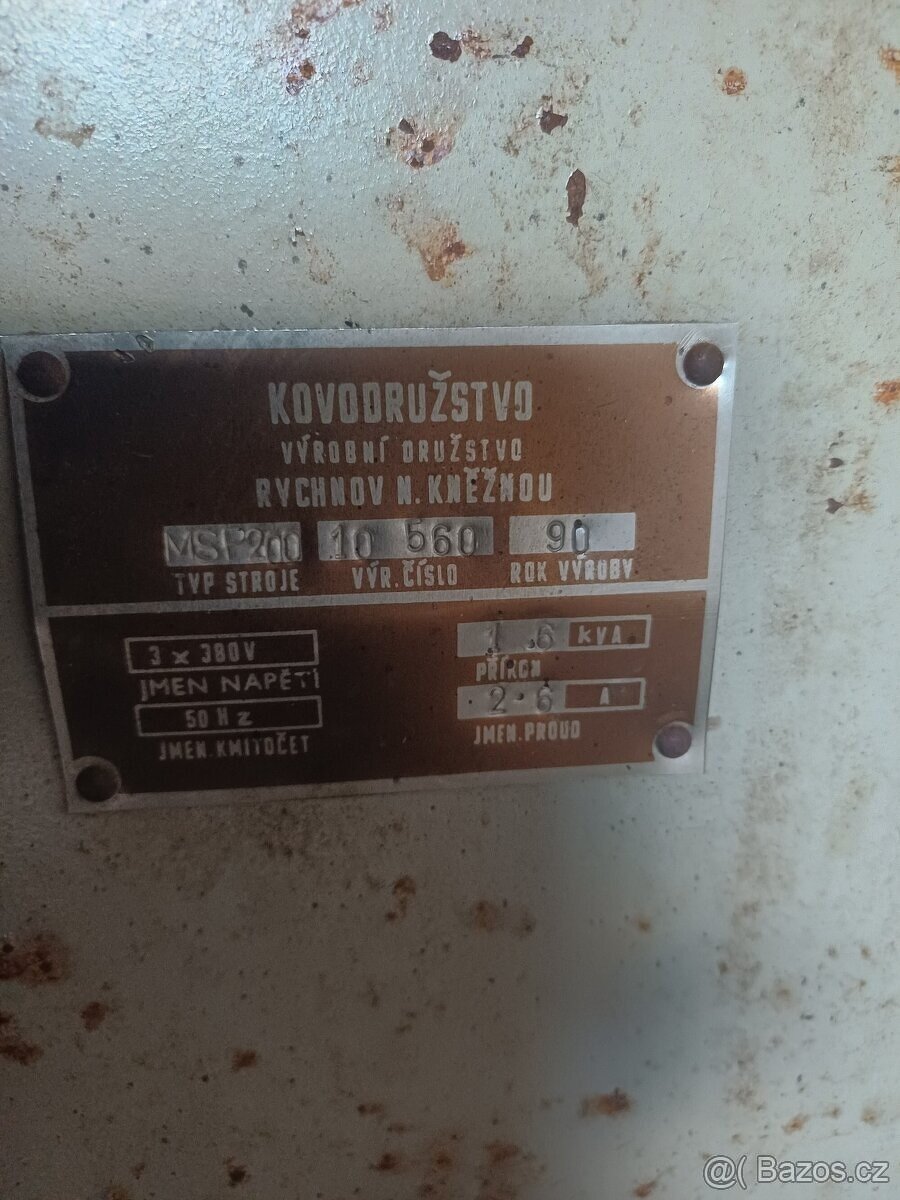 KOVODRUŽSTVO
VÝROBNÍ DRUŽSTVO
RYCHNOV N. KNĚŽNOU
MSP200 10 560 90
TYP STROJE VÝR. ČÍSLO ROK VÝROBY
3 x 380V 1.6 kVA
JMEN NAPĚTÍ PŘÍKON
50 Hz 2.6 A
JMEN. KMITOČET JMEN. PROUD
@( Bazos.cz